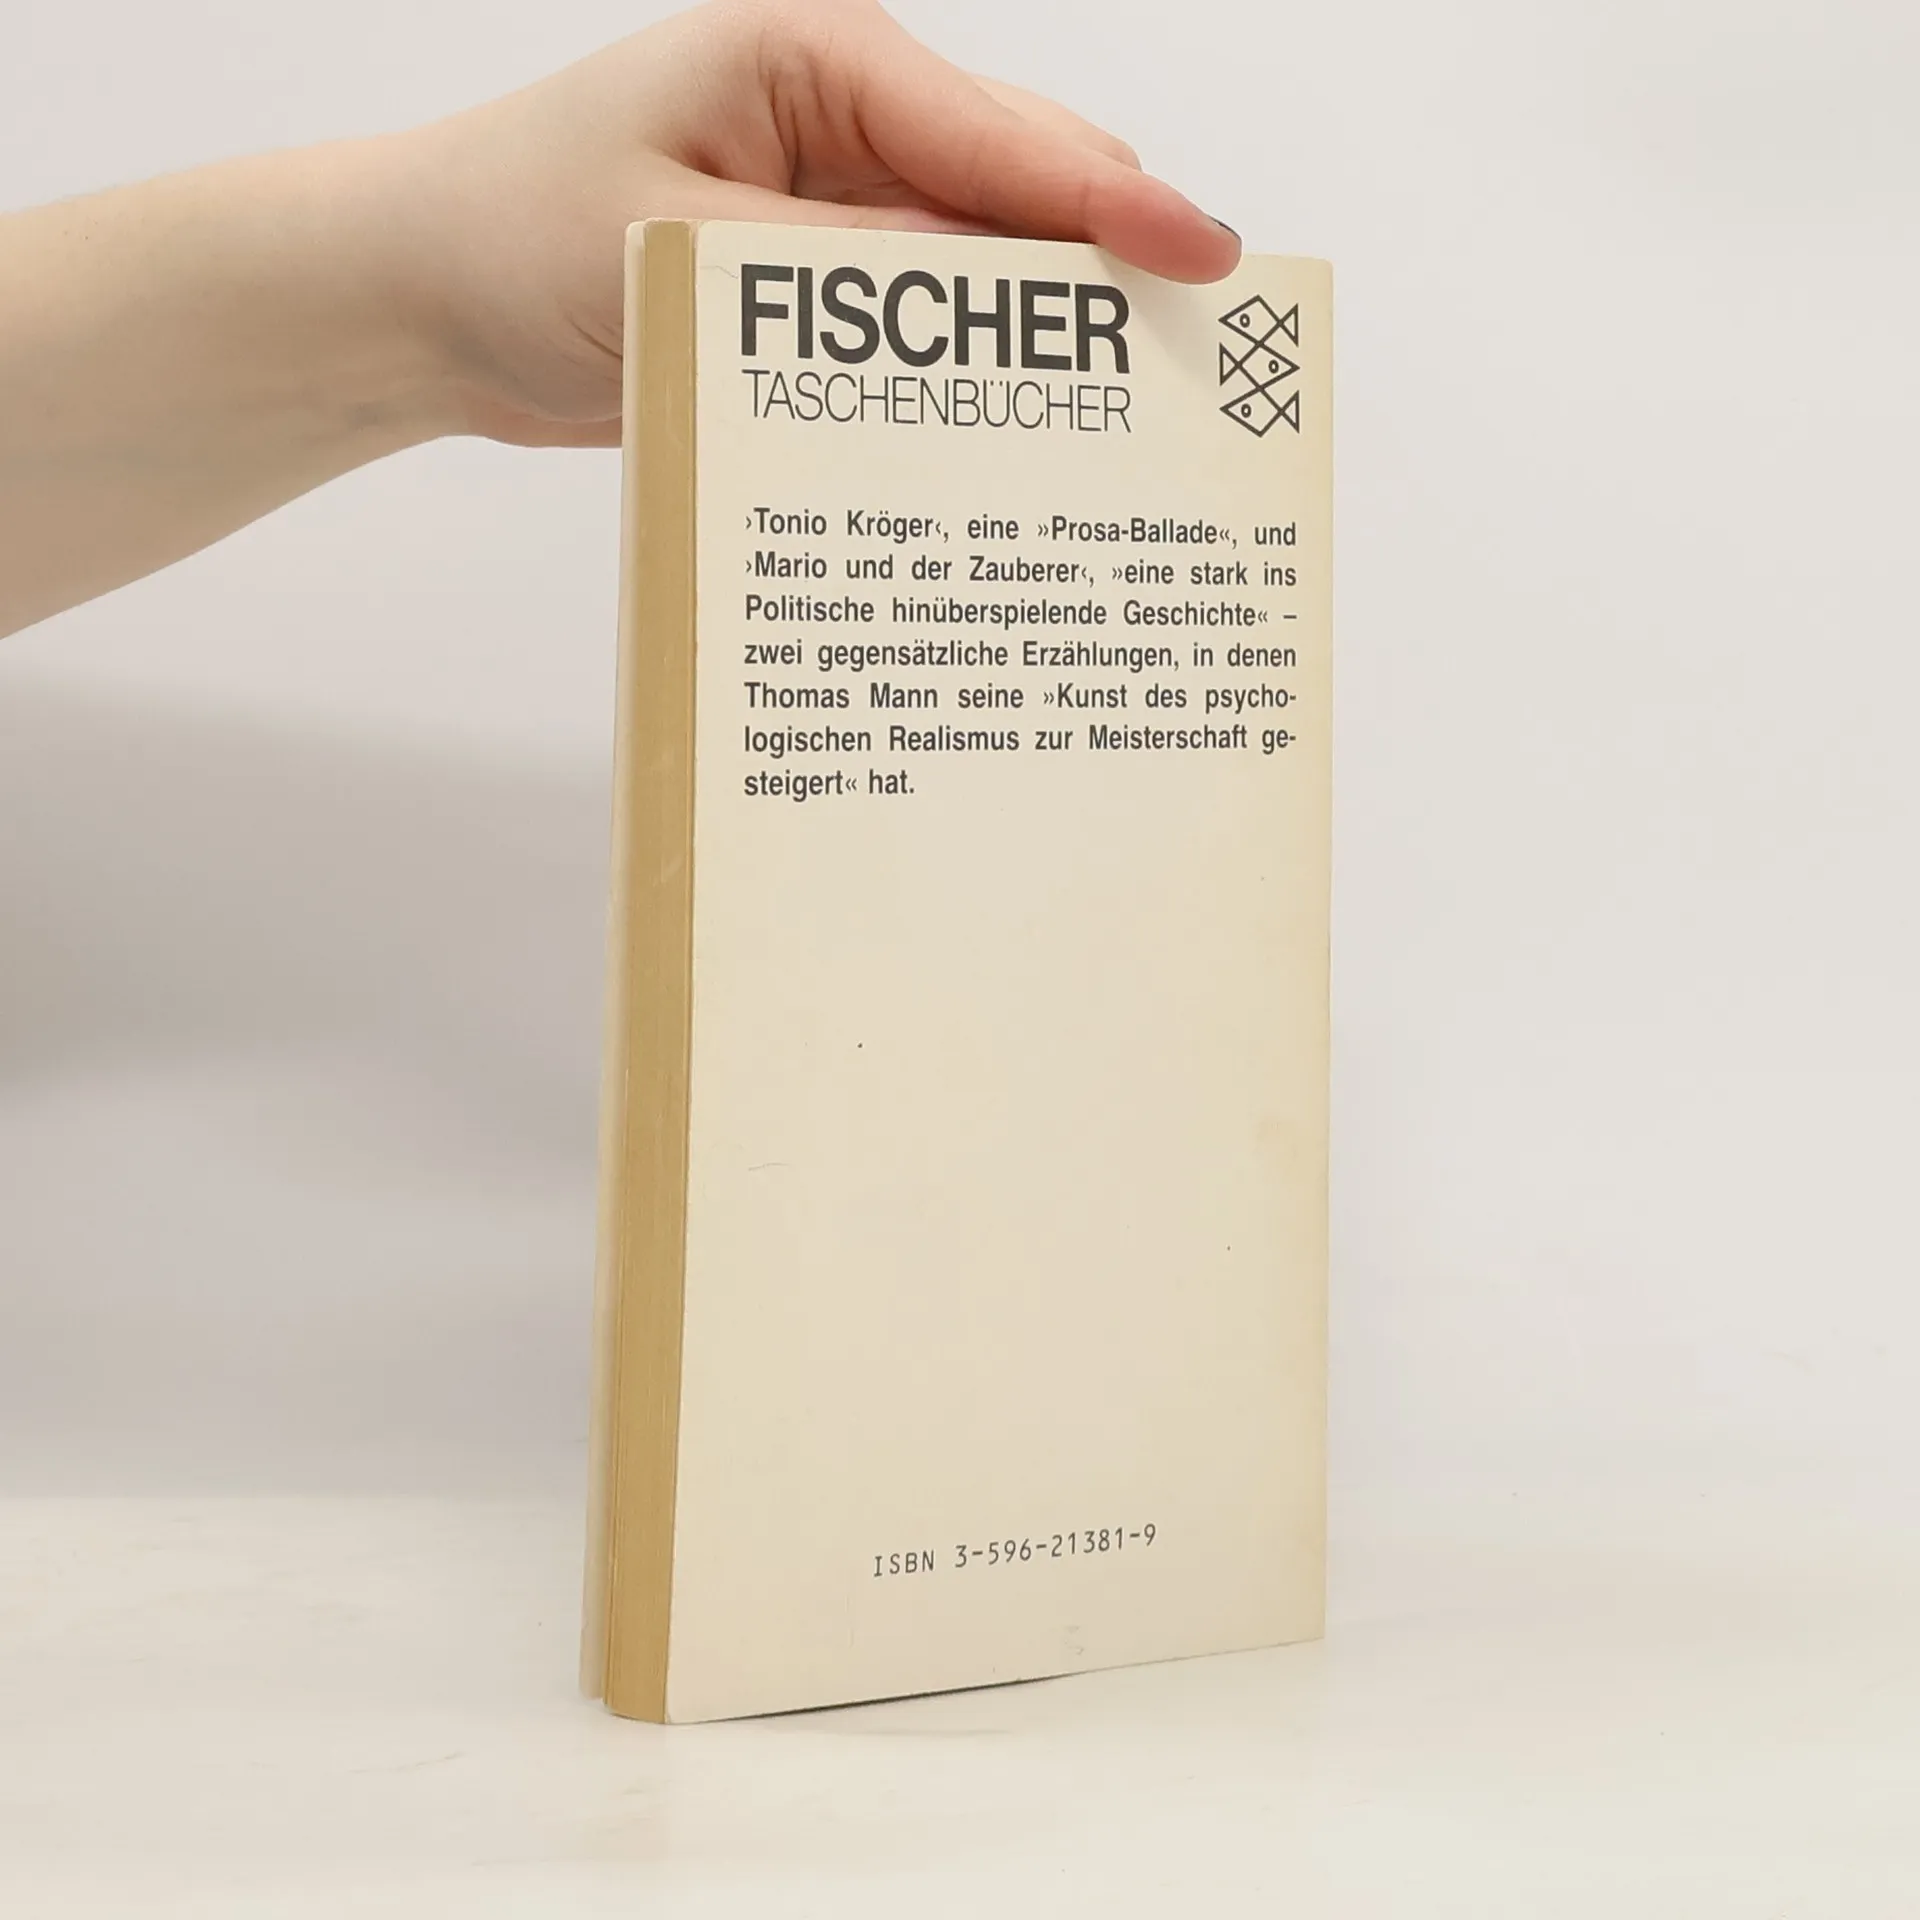 FISCHER
TASCHENBÜCHER
›Tonio Kröger‹, eine »Prosa-Ballade«, und
›Mario und der Zauberer‹, »eine stark ins
Politische hinüberspielende Geschichte« –
zwei gegensätzliche Erzählungen, in denen
Thomas Mann seine »Kunst des psycho-
logischen Realismus zur Meisterschaft ge-
steigert« hat.
ISBN 3-596-21381-9